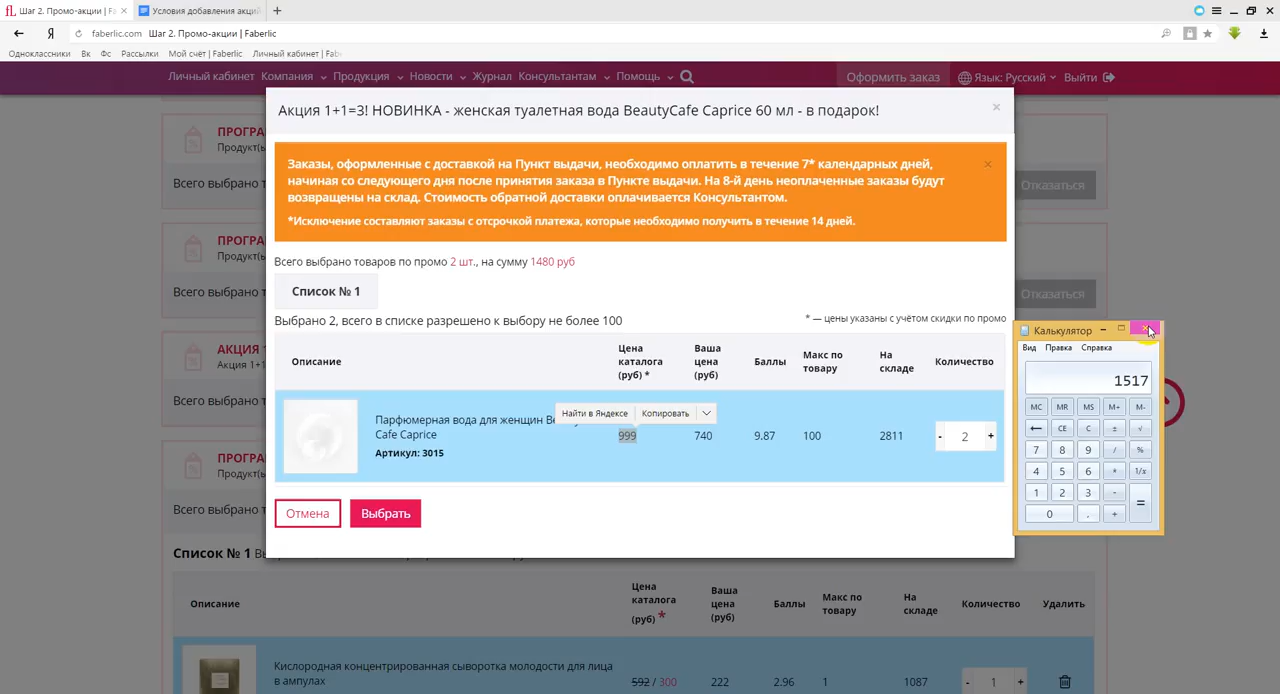 Шаг 2. Промо-акции | Fa
Условия добавления акций
faberlic.com Шаг 2. Промо-акции | Faberlic
Одноклассники Вк Фс Рассылки Мой счёт | Faberlic Личный кабинет | Fab
Личный кабинет Компания Продукция Новости Журнал Консультантам Помощь Оформить заказ Язык: Русский Выйти
Акция 1+1=3! НОВИНКА - женская туалетная вода BeautyCafe Caprice 60 мл - в подарок!
Заказы, оформленные с доставкой на Пункт выдачи, необходимо оплатить в течение 7* календарных дней,
начиная со следующего дня после принятия заказа в Пункте выдачи. На 8-й день неоплаченные заказы будут
возвращены на склад. Стоимость обратной доставки оплачивается Консультантом.
*Исключение составляют заказы с отсрочкой платежа, которые необходимо получить в течение 14 дней.
ПРОГРА
Продукт(ь
Всего выбрано т
Отказаться
ПРОГРА
Продукт(ь
Всего выбрано т
Отказаться
АКЦИЯ 1
Акция 1+1
Всего выбрано т
ПРОГРА
Продукт(ь
Всего выбрано т
Всего выбрано товаров по промо 2 шт., на сумму 1480 руб
Список № 1
Выбрано 2, всего в списке разрешено к выбору не более 100
* — цены указаны с учётом скидки по промо
Описание
Цена
каталога
(руб) *
Ваша
цена
(руб)
Баллы
Макс по
товару
На
складе
Количество
Найти в Яндексе Копировать
Парфюмерная вода для женщин Be
Cafe Caprice
Артикул: 3015
999 740 9.87 100 2811 - 2 +
Отмена Выбрать
Калькулятор
Вид Правка Справка
1517
MC MR MS M+ M-
← CE C ± √
7 8 9 / %
4 5 6 * 1/x
1 2 3 - =
0 , +
Список № 1
Описание
Цена
каталога
(руб) *
Ваша
цена
(руб)
Баллы
Макс по
товару
На
складе
Количество
Удалить
Кислородная концентрированная сыворотка молодости для лица
в ампулах
592 / 300 222 2.96 1 1087 - 1 +